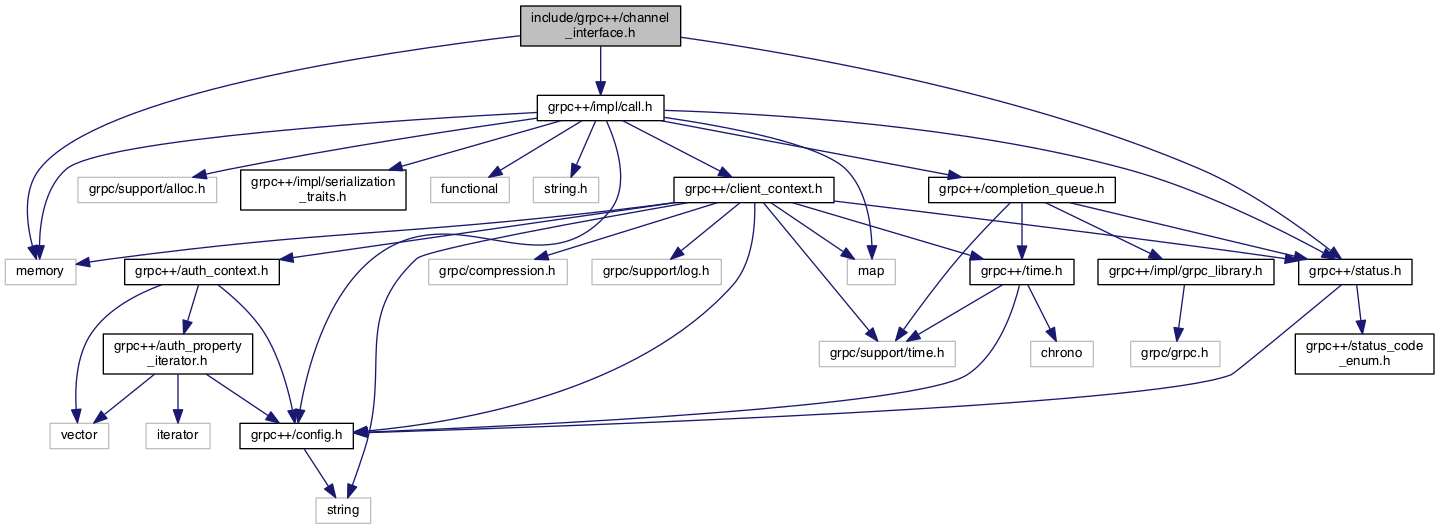 include/grpc++/channel
_interface.h
grpc++/impl/call.h
grpc/support/alloc.h
grpc++/impl/serialization
_traits.h
functional
string.h
grpc++/client_context.h
grpc++/completion_queue.h
memory
grpc++/auth_context.h
grpc/compression.h
grpc/support/log.h
map
grpc++/time.h
grpc++/impl/grpc_library.h
grpc++/status.h
grpc++/auth_property
_iterator.h
grpc/support/time.h
chrono
grpc/grpc.h
grpc++/status_code
_enum.h
vector
iterator
grpc++/config.h
string